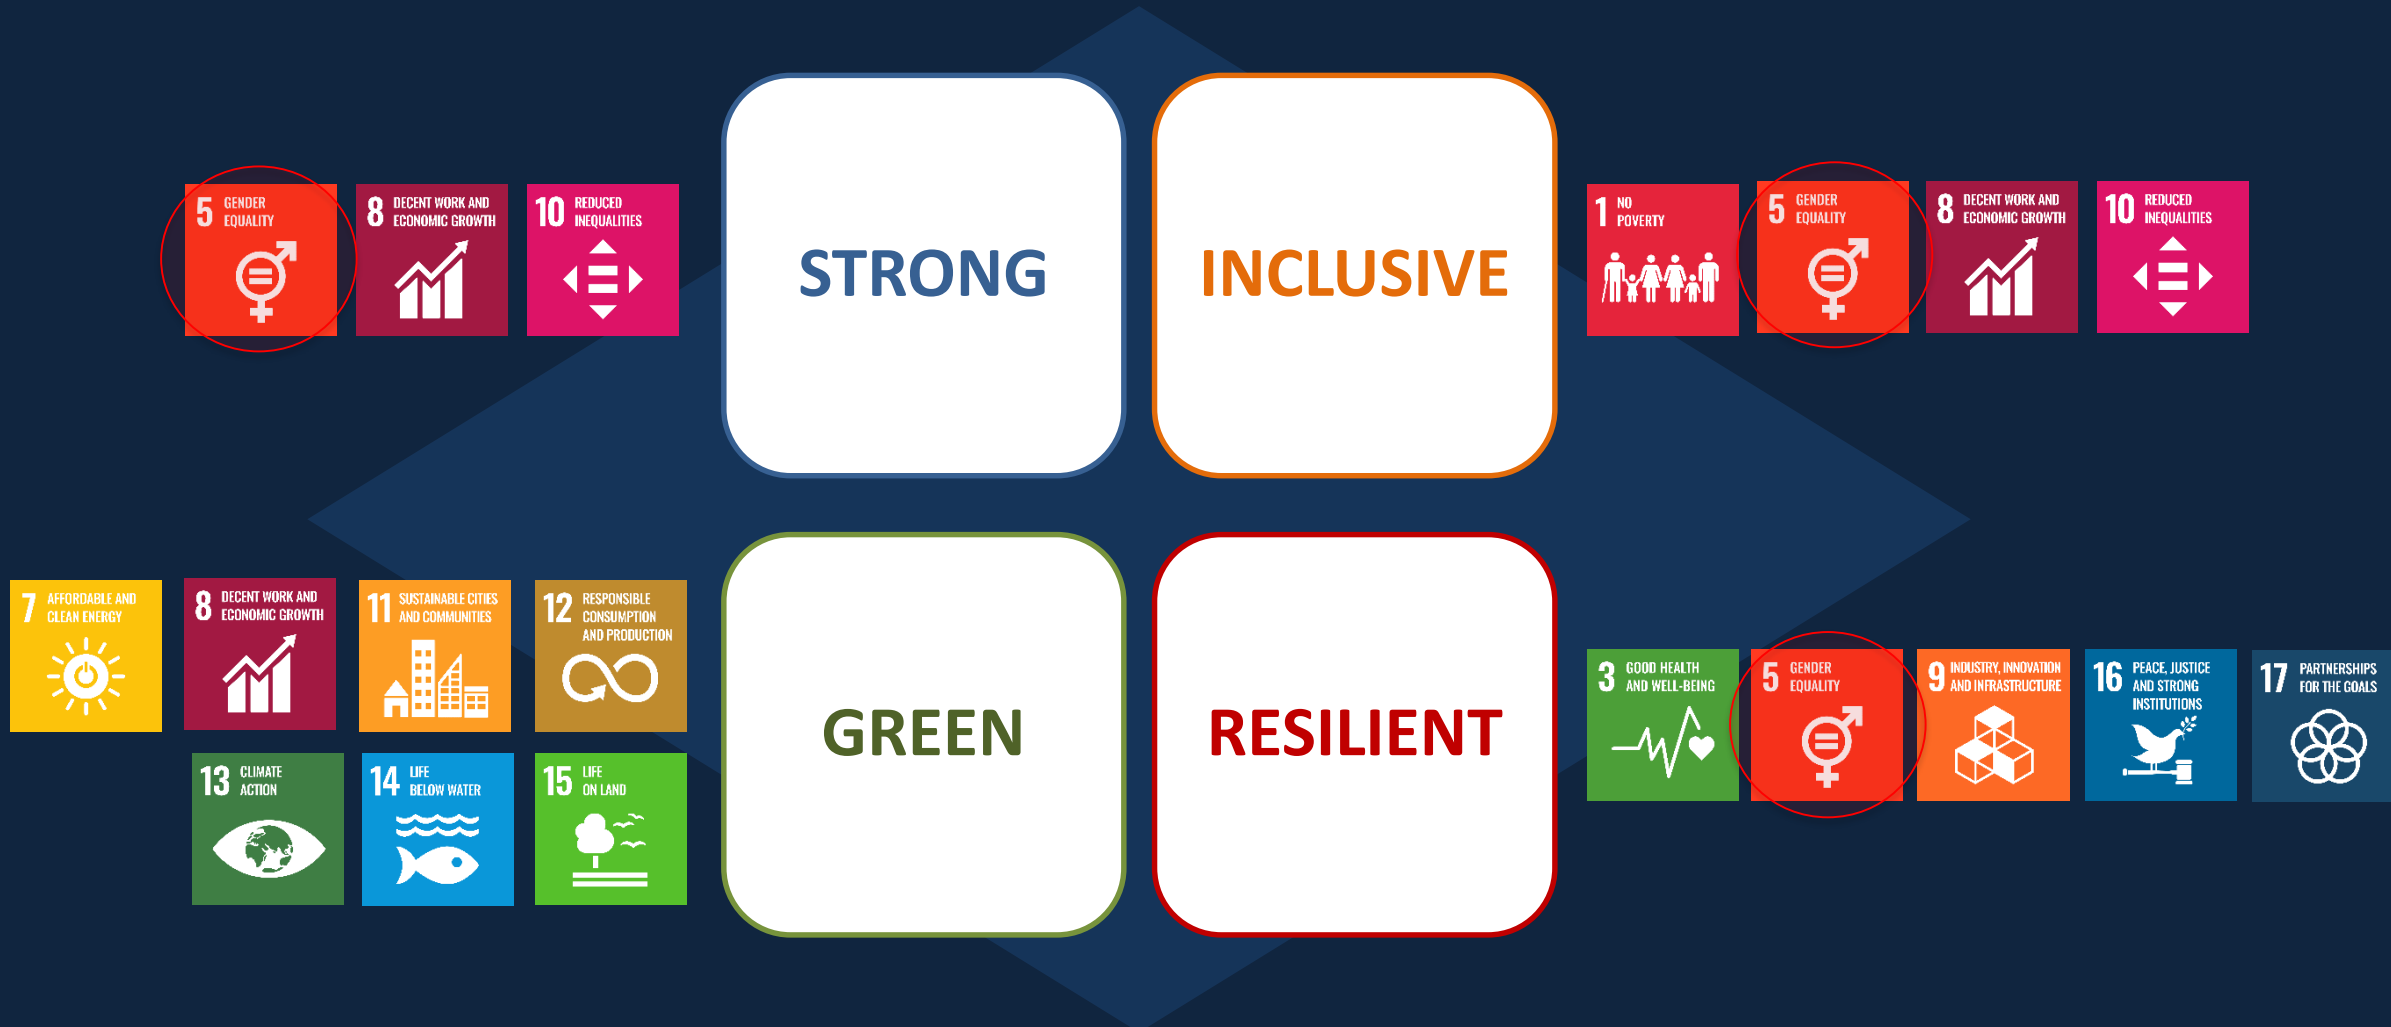 STRONG
INCLUSIVE
GREEN
RESILIENT
5 GENDER
EQUALITY
8 DECENT WORK AND
ECONOMIC GROWTH
10 REDUCED
INEQUALITIES
1 NO
POVERTY
5 GENDER
EQUALITY
8 DECENT WORK AND
ECONOMIC GROWTH
10 REDUCED
INEQUALITIES
7 AFFORDABLE AND
CLEAN ENERGY
8 DECENT WORK AND
ECONOMIC GROWTH
11 SUSTAINABLE CITIES
AND COMMUNITIES
12 RESPONSIBLE
CONSUMPTION
AND PRODUCTION
13 CLIMATE
ACTION
14 LIFE
BELOW WATER
15 LIFE
ON LAND
3 GOOD HEALTH
AND WELL-BEING
5 GENDER
EQUALITY
9 INDUSTRY, INNOVATION
AND INFRASTRUCTURE
16 PEACE, JUSTICE
AND STRONG
INSTITUTIONS
17 PARTNERSHIPS
FOR THE GOALS